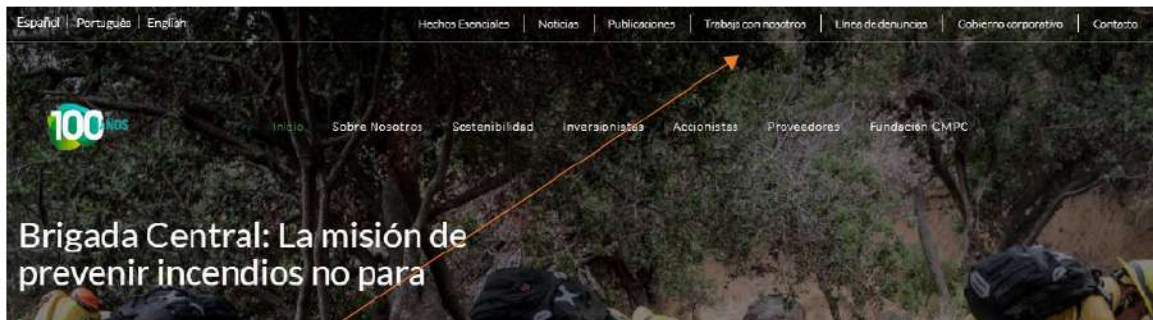 Español | Português | English
Hechos Esenciales | Noticias | Publicaciones | Trabaja con nosotros | Línea de denuncias | Gobierno corporativo | Contacto
100 AÑOS
Inicio Sobre Nosotros Sostenibilidad Inversionistas Accionistas Proveedores Fundación CMPC
Brigada Central: La misión de
prevenir incendios no para